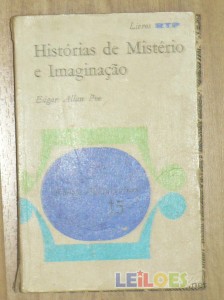 Livros RTP
Histórias de Mistério
e Imaginação
Edgar Allan Poe
15
LEiLOES